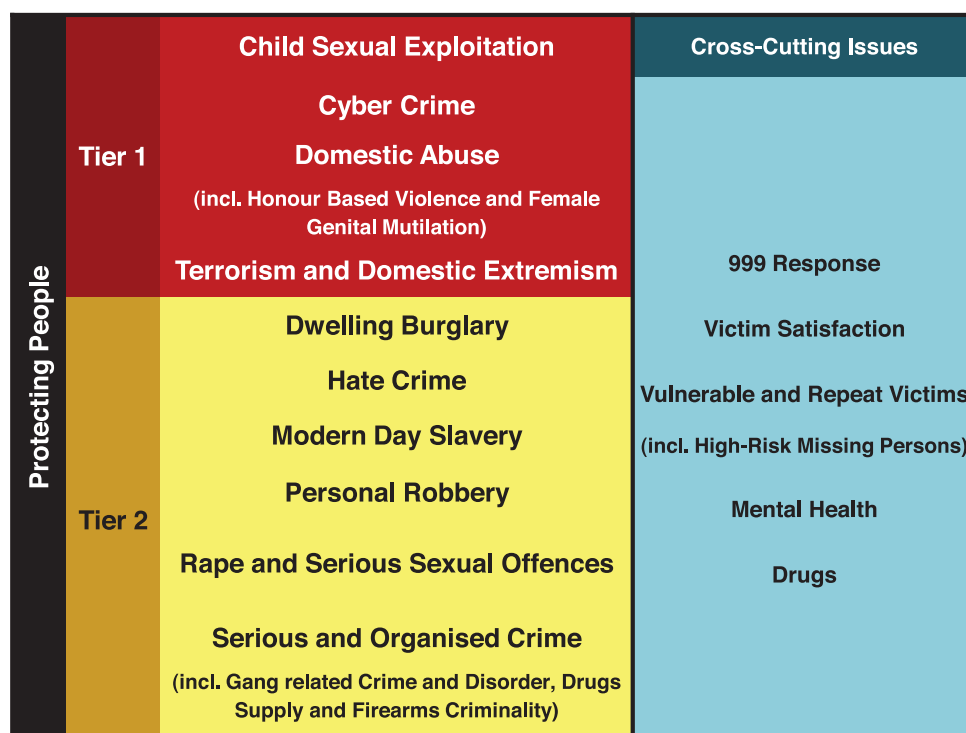 Protecting People
Tier 1
Child Sexual Exploitation
Cyber Crime
Domestic Abuse
(incl. Honour Based Violence and Female
Genital Mutilation)
Terrorism and Domestic Extremism
Tier 2
Dwelling Burglary
Hate Crime
Modern Day Slavery
Personal Robbery
Rape and Serious Sexual Offences
Serious and Organised Crime
(incl. Gang related Crime and Disorder, Drugs
Supply and Firearms Criminality)
Cross-Cutting Issues
999 Response
Victim Satisfaction
Vulnerable and Repeat Victims
(incl. High-Risk Missing Persons)
Mental Health
Drugs